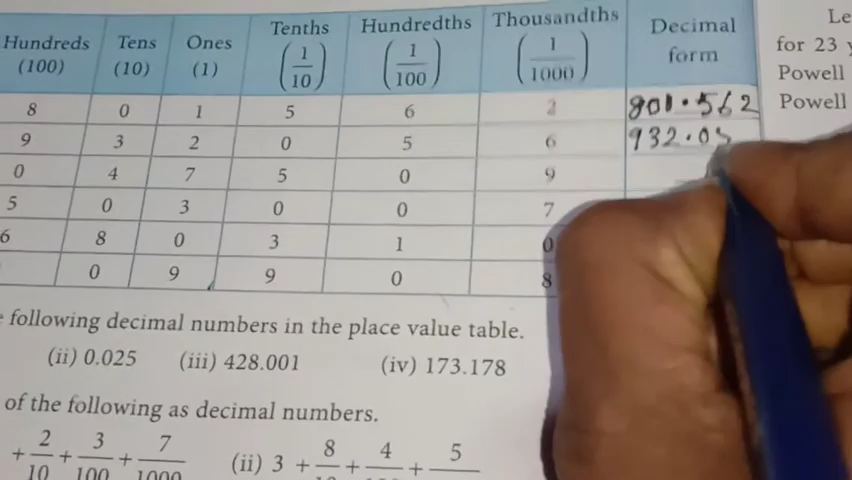 Hundreds Tens Ones Tenths Hundredths Thousandths Decimal form
(100) (10) (1) (1/10) (1/100) (1/1000)
8 0 1 5 6 2 801.562
9 3 2 0 5 6 932.05
0 4 7 5 0 9
5 0 3 0 0 7
6 8 0 3 1 0
0 9 9 0 8
following decimal numbers in the place value table.
(ii) 0.025 (iii) 428.001 (iv) 173.178
of the following as decimal numbers.
+ 2/10 + 3/100 + 7/1000 (ii) 3 + 8/10 + 4/ + 5/
Le
for 23
Powell
Powell